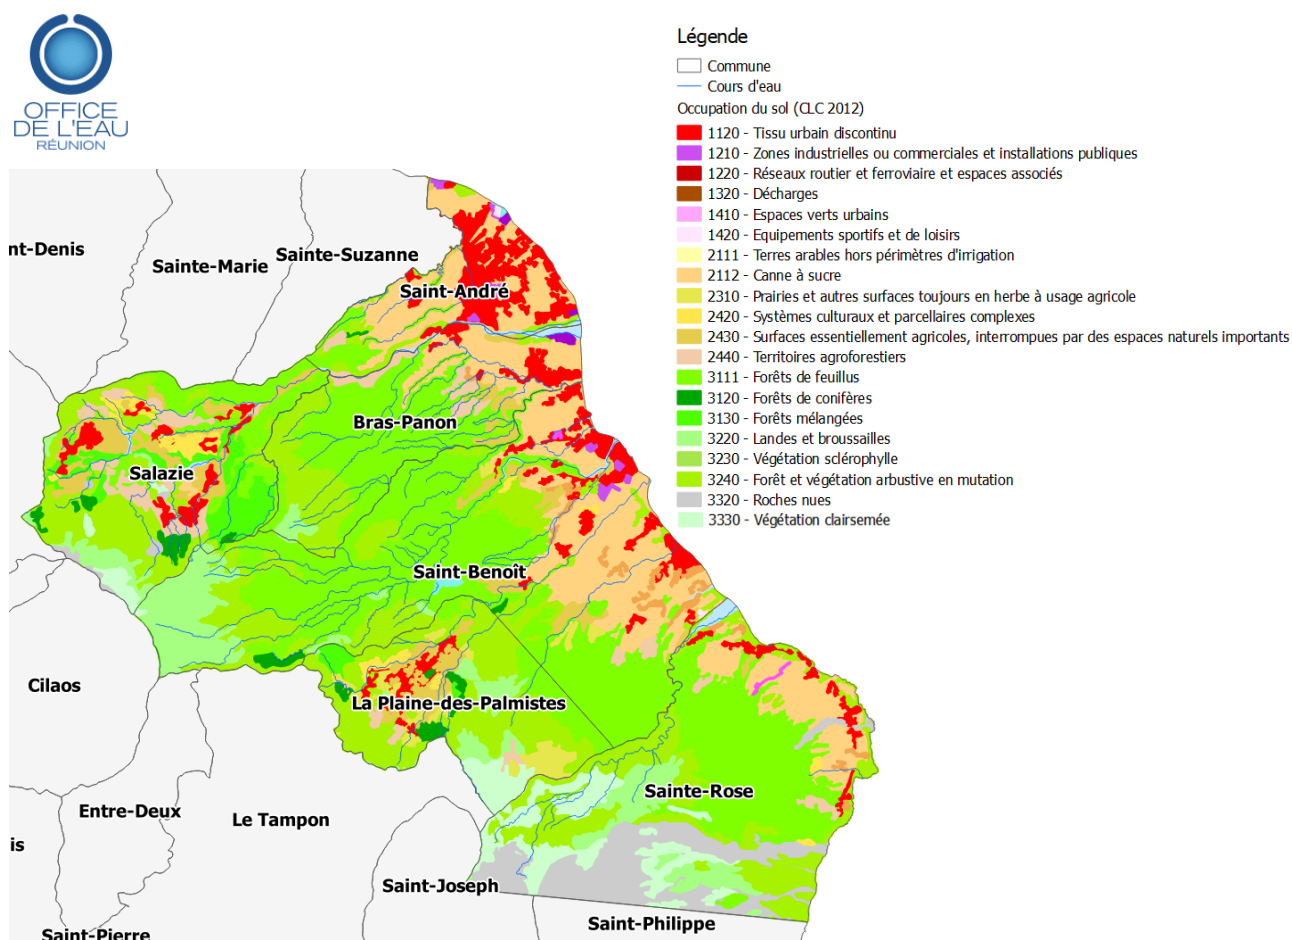 OFFICE
DE L'EAU
RÉUNION
Légende
Commune
Cours d'eau
Occupation du sol (CLC 2012)
1120 - Tissu urbain discontinu
1210 - Zones industrielles ou commerciales et installations publiques
1220 - Réseaux routier et ferroviaire et espaces associés
1320 - Décharges
1410 - Espaces verts urbains
1420 - Equipements sportifs et de loisirs
2111 - Terres arables hors périmètres d'irrigation
2112 - Canne à sucre
2310 - Prairies et autres surfaces toujours en herbe à usage agricole
2420 - Systèmes culturaux et parcellaires complexes
2430 - Surfaces essentiellement agricoles, interrompues par des espaces naturels importants
2440 - Territoires agroforestiers
3111 - Forêts de feuillus
3120 - Forêts de conifères
3130 - Forêts mélangées
3220 - Landes et broussailles
3230 - Végétation sclérophylle
3240 - Forêt et végétation arbustive en mutation
3320 - Roches nues
3330 - Végétation clairsemée
nt-Denis
Sainte-Marie
Sainte-Suzanne
Saint-André
Bras-Panon
Salazie
Saint-Benoît
Cilaos
La Plaine-des-Palmistes
Sainte-Rose
Entre-Deux
Le Tampon
is
Saint-Joseph
Saint-Philippe
Saint-Pierre